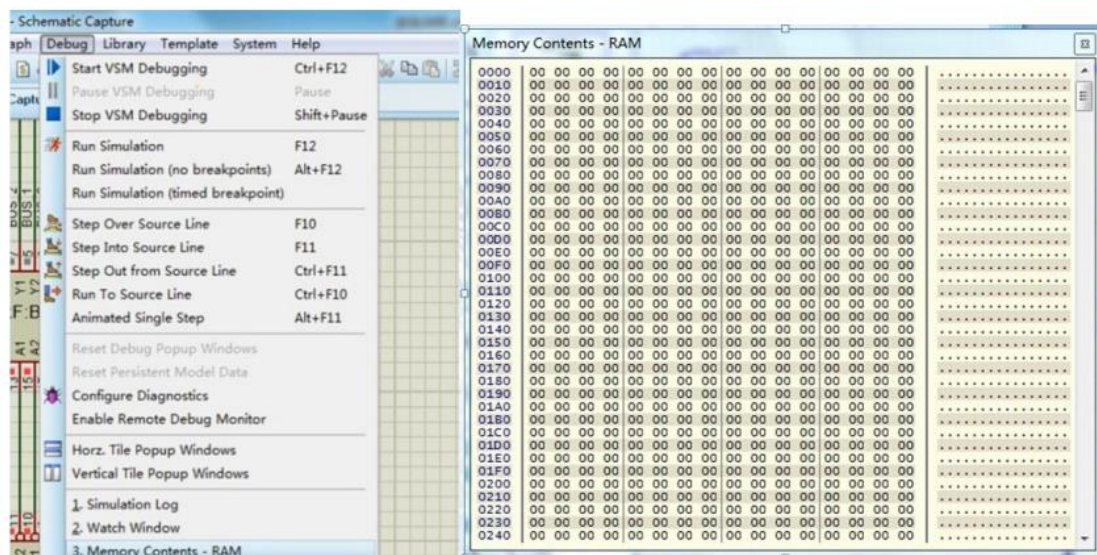 - Schematic Capture
aph Debug Library Template System Help
Capt
Start VSM Debugging Ctrl+F12
Pause VSM Debugging Pause
Stop VSM Debugging Shift+Pause
Run Simulation F12
Run Simulation (no breakpoints) Alt+F12
Run Simulation (timed breakpoint)
Step Over Source Line F10
Step Into Source Line F11
Step Out from Source Line Ctrl+F11
Run To Source Line Ctrl+F10
Animated Single Step Alt+F11
Reset Debug Popup Windows
Reset Persistent Model Data
Configure Diagnostics
Enable Remote Debug Monitor
Horz. Tile Popup Windows
Vertical Tile Popup Windows
1. Simulation Log
2. Watch Window
3. Memory Contents - RAM
BUS 1
Y1
Y2
F:B
A1
A2
Memory Contents - RAM
0000 00 00 00 00 00 00 00 00 00 00 00 00 00 00 00 00 ................
0010 00 00 00 00 00 00 00 00 00 00 00 00 00 00 00 00 ................
0020 00 00 00 00 00 00 00 00 00 00 00 00 00 00 00 00 ................
0030 00 00 00 00 00 00 00 00 00 00 00 00 00 00 00 00 ................
0040 00 00 00 00 00 00 00 00 00 00 00 00 00 00 00 00 ................
0050 00 00 00 00 00 00 00 00 00 00 00 00 00 00 00 00 ................
0060 00 00 00 00 00 00 00 00 00 00 00 00 00 00 00 00 ................
0070 00 00 00 00 00 00 00 00 00 00 00 00 00 00 00 00 ................
0080 00 00 00 00 00 00 00 00 00 00 00 00 00 00 00 00 ................
0090 00 00 00 00 00 00 00 00 00 00 00 00 00 00 00 00 ................
00A0 00 00 00 00 00 00 00 00 00 00 00 00 00 00 00 00 ................
00B0 00 00 00 00 00 00 00 00 00 00 00 00 00 00 00 00 ................
00C0 00 00 00 00 00 00 00 00 00 00 00 00 00 00 00 00 ................
00D0 00 00 00 00 00 00 00 00 00 00 00 00 00 00 00 00 ................
00E0 00 00 00 00 00 00 00 00 00 00 00 00 00 00 00 00 ................
00F0 00 00 00 00 00 00 00 00 00 00 00 00 00 00 00 00 ................
0100 00 00 00 00 00 00 00 00 00 00 00 00 00 00 00 00 ................
0110 00 00 00 00 00 00 00 00 00 00 00 00 00 00 00 00 ................
0120 00 00 00 00 00 00 00 00 00 00 00 00 00 00 00 00 ................
0130 00 00 00 00 00 00 00 00 00 00 00 00 00 00 00 00 ................
0140 00 00 00 00 00 00 00 00 00 00 00 00 00 00 00 00 ................
0150 00 00 00 00 00 00 00 00 00 00 00 00 00 00 00 00 ................
0160 00 00 00 00 00 00 00 00 00 00 00 00 00 00 00 00 ................
0170 00 00 00 00 00 00 00 00 00 00 00 00 00 00 00 00 ................
0180 00 00 00 00 00 00 00 00 00 00 00 00 00 00 00 00 ................
0190 00 00 00 00 00 00 00 00 00 00 00 00 00 00 00 00 ................
01A0 00 00 00 00 00 00 00 00 00 00 00 00 00 00 00 00 ................
01B0 00 00 00 00 00 00 00 00 00 00 00 00 00 00 00 00 ................
01C0 00 00 00 00 00 00 00 00 00 00 00 00 00 00 00 00 ................
01D0 00 00 00 00 00 00 00 00 00 00 00 00 00 00 00 00 ................
01E0 00 00 00 00 00 00 00 00 00 00 00 00 00 00 00 00 ................
01F0 00 00 00 00 00 00 00 00 00 00 00 00 00 00 00 00 ................
0200 00 00 00 00 00 00 00 00 00 00 00 00 00 00 00 00 ................
0210 00 00 00 00 00 00 00 00 00 00 00 00 00 00 00 00 ................
0220 00 00 00 00 00 00 00 00 00 00 00 00 00 00 00 00 ................
0230 00 00 00 00 00 00 00 00 00 00 00 00 00 00 00 00 ................
0240 00 00 00 00 00 00 00 00 00 00 00 00 00 00 00 00 ................